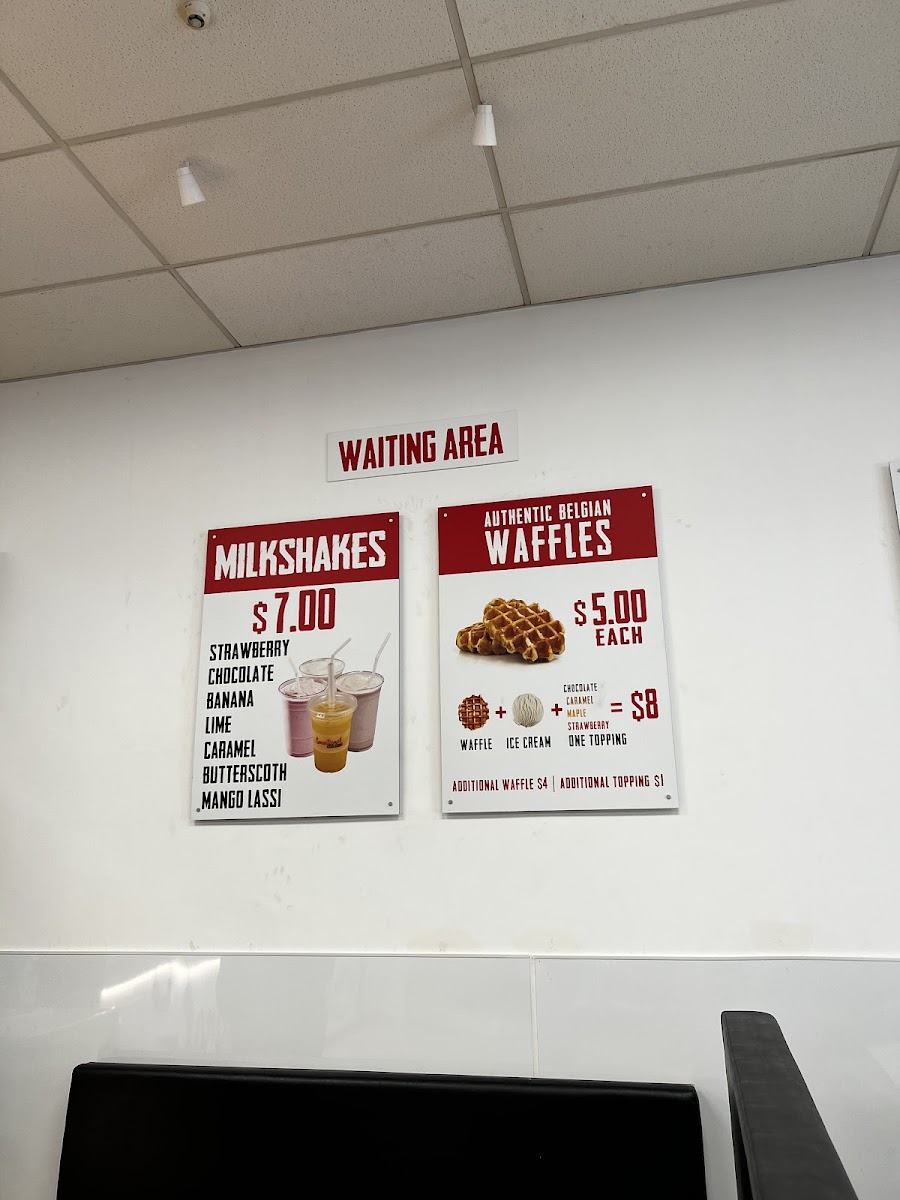 WAITING AREA
MILKSHAKES
$7.00
STRAWBERRY
CHOCOLATE
BANANA
LIME
CARAMEL
BUTTERSCOTH
MANGO LASSI
AUTHENTIC BELGIAN
WAFFLES
$5.00
EACH
CHOCOLATE
CARAMEL
MAPLE
STRAWBERRY
WAFFLE + ICE CREAM + ONE TOPPING = $8
ADDITIONAL WAFFLE $4 | ADDITIONAL TOPPING $1